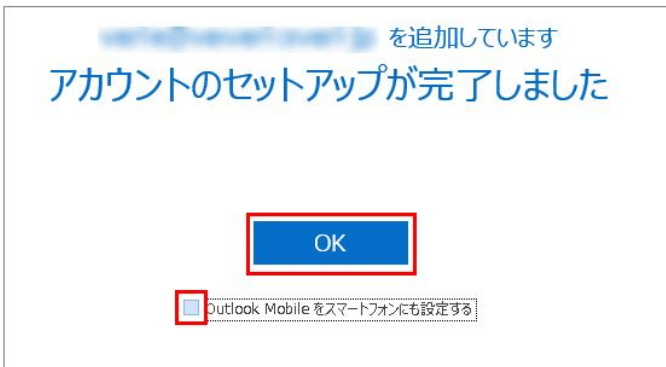 を追加しています
アカウントのセットアップが完了しました
OK
Outlook Mobile をスマートフォンにも設定する